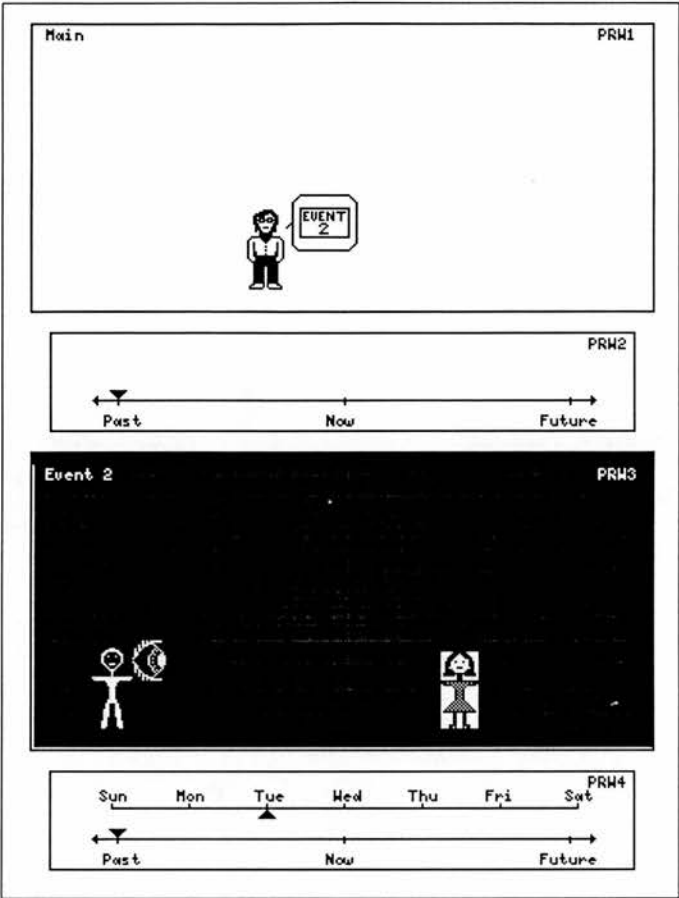 Main PRW1
EVENT
2
PRW2
Past Now Future
Event 2 PRW3
PRW4
Sun Mon Tue Wed Thu Fri Sat
Past Now Future